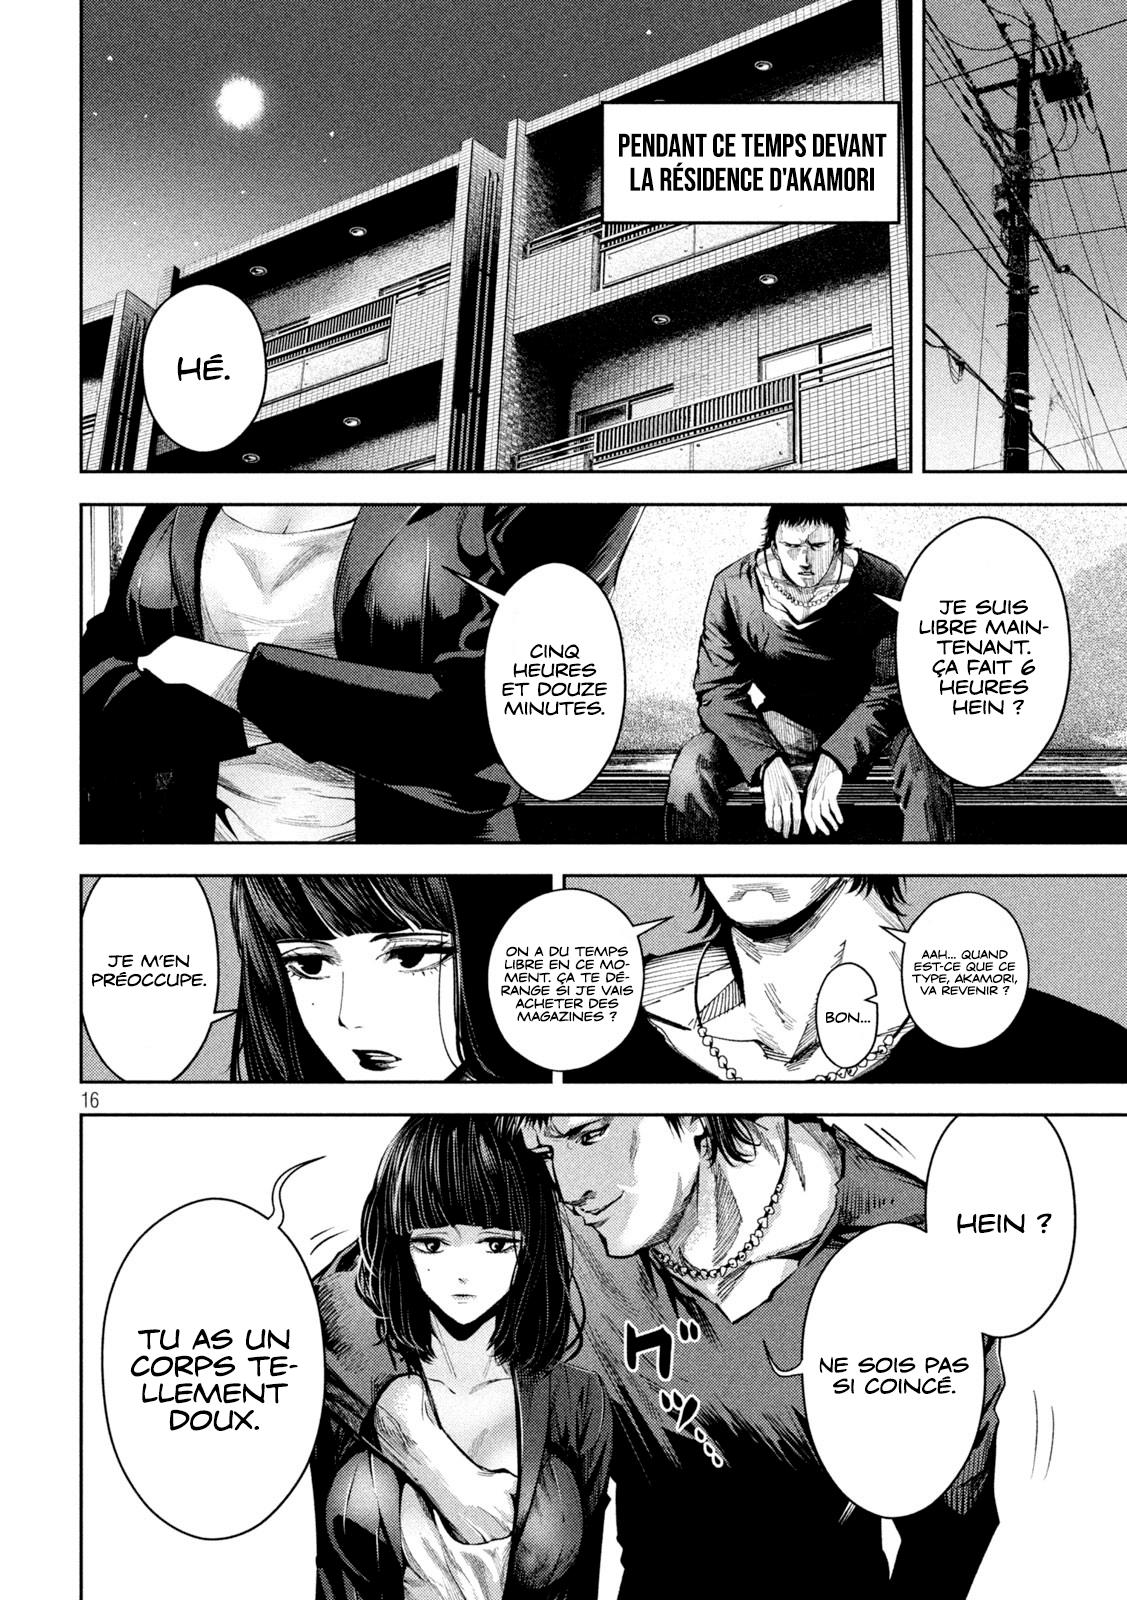 PENDANT CE TEMPS DEVANT
LA RÉSIDENCE D'AKAMORI
HÉ.
JE SUIS
LIBRE MAIN-
TENANT.
ÇA FAIT 6
HEURES
HEIN ?
CINQ
HEURES
ET DOUZE
MINUTES.
AAH... QUAND
EST-CE QUE CE
TYPE, AKAMORI,
VA REVENIR ?
BON...
ON A DU TEMPS
LIBRE EN CE MO-
MENT. ÇA TE DÉ-
RANGE SI JE VAIS
ACHETER DES
MAGAZINES ?
JE M'EN
PRÉOCCUPE.
16
HEIN ?
NE SOIS PAS
SI COINCÉ.
グッ
TU AS UN
CORPS TE-
LLEMENT
DOUX.